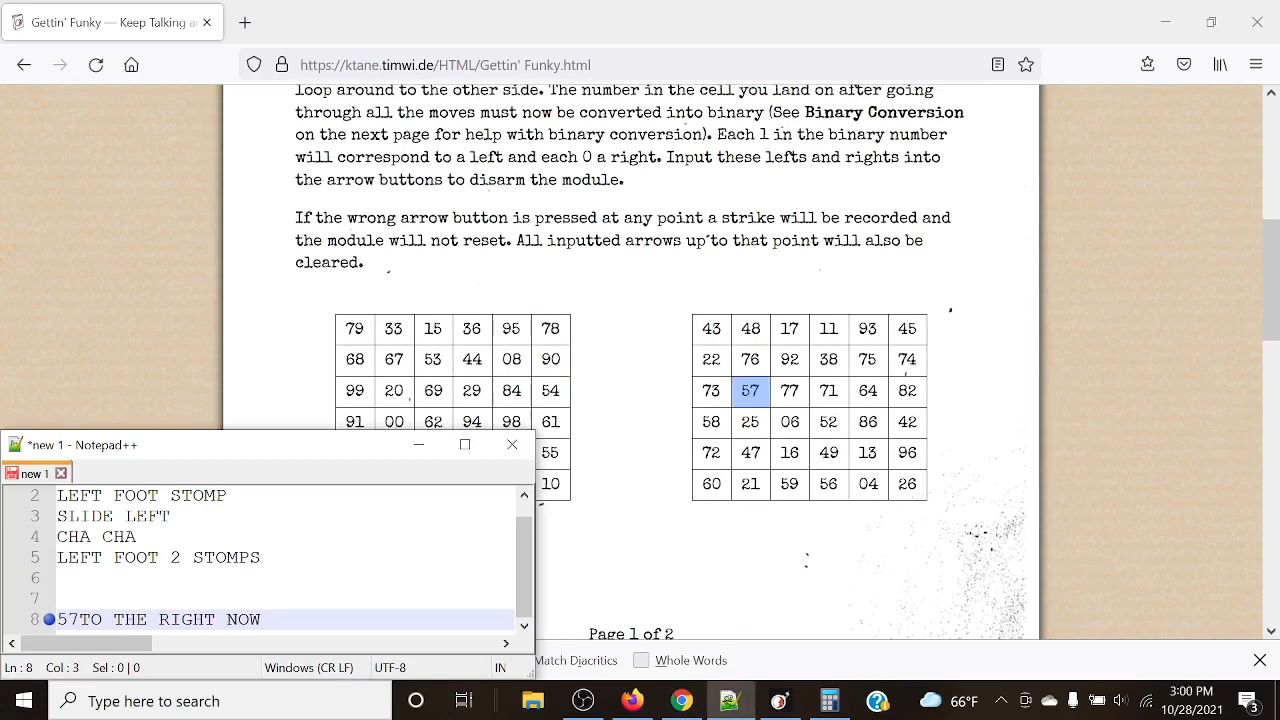 Gettin' Funky — Keep Talking a
https://ktane.timwi.de/HTML/Gettin' Funky.html
loop around to the other side. The number in the cell you land on after going
through all the moves must now be converted into binary (See Binary Conversion
on the next page for help with binary conversion). Each 1 in the binary number
will correspond to a left and each 0 a right. Input these lefts and rights into
the arrow buttons to disarm the module.
If the wrong arrow button is pressed at any point a strike will be recorded and
the module will not reset. All inputted arrows up to that point will also be
cleared.
79 33 15 36 95 78
68 67 53 44 08 90
99 20 69 29 84 54
91 00 62 94 98 61
55
10
43 48 17 11 93 45
22 76 92 38 75 74
73 57 77 71 64 82
58 25 06 52 86 42
72 47 16 49 13 96
60 21 59 56 04 26
Page 1 of 2
*new 1 - Notepad++
new 1
2 LEFT FOOT STOMP
3 SLIDE LEFT
4 CHA CHA
5 LEFT FOOT 2 STOMPS
6
7
8 57TO THE RIGHT NOW
Ln : 8 Col : 3 Sel : 0 | 0 Windows (CR LF) UTF-8 IN
Match Diacritics Whole Words
Type here to search
66°F
3:00 PM
10/28/2021
3